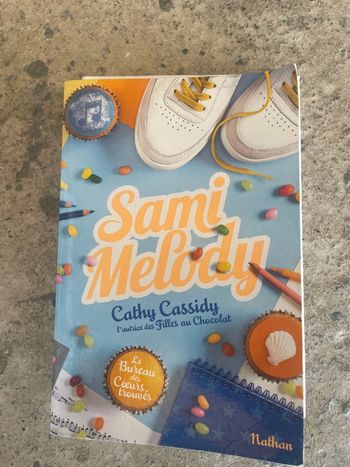 Sami
Melody
Cathy Cassidy
l'autrice des Filles au Chocolat
Le
Bureau
des
Cœurs
trouvés
Nathan